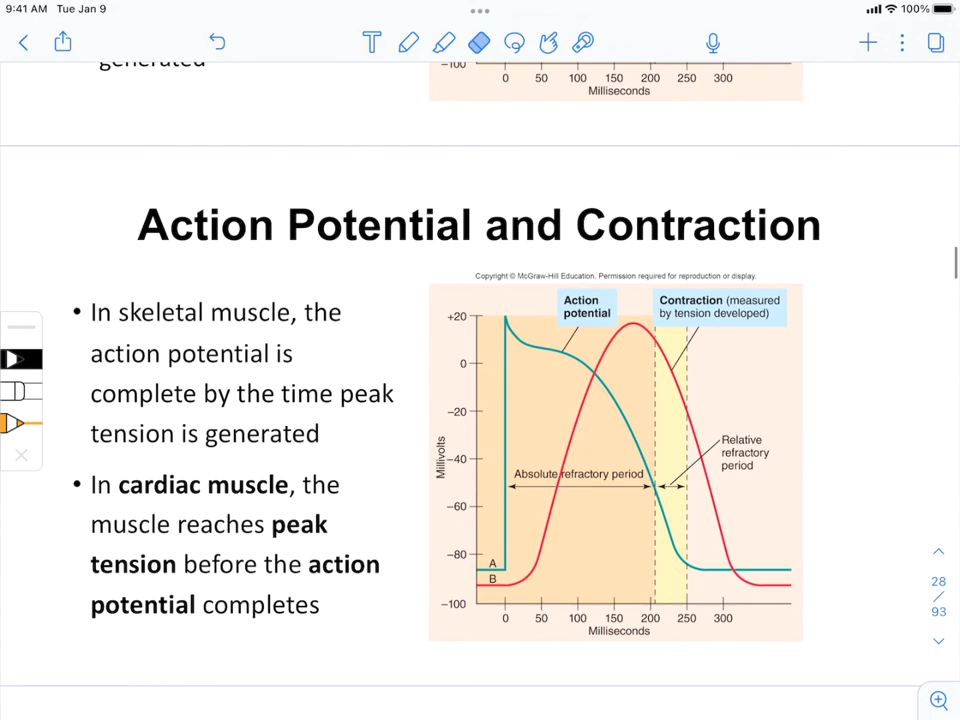 9:41 AM Tue Jan 9
100%
generated
−100
0 50 100 150 200 250 300
Milliseconds
Action Potential and Contraction
Copyright © McGraw-Hill Education. Permission required for reproduction or display.
• In skeletal muscle, the
action potential is
complete by the time peak
tension is generated
• In cardiac muscle, the
muscle reaches peak
tension before the action
potential completes
Action
potential
Contraction (measured
by tension developed)
+20
0
−20
−40
−60
−80
−100
Millivolts
Absolute refractory period
Relative
refractory
period
A
B
0 50 100 150 200 250 300
Milliseconds
28
/
93